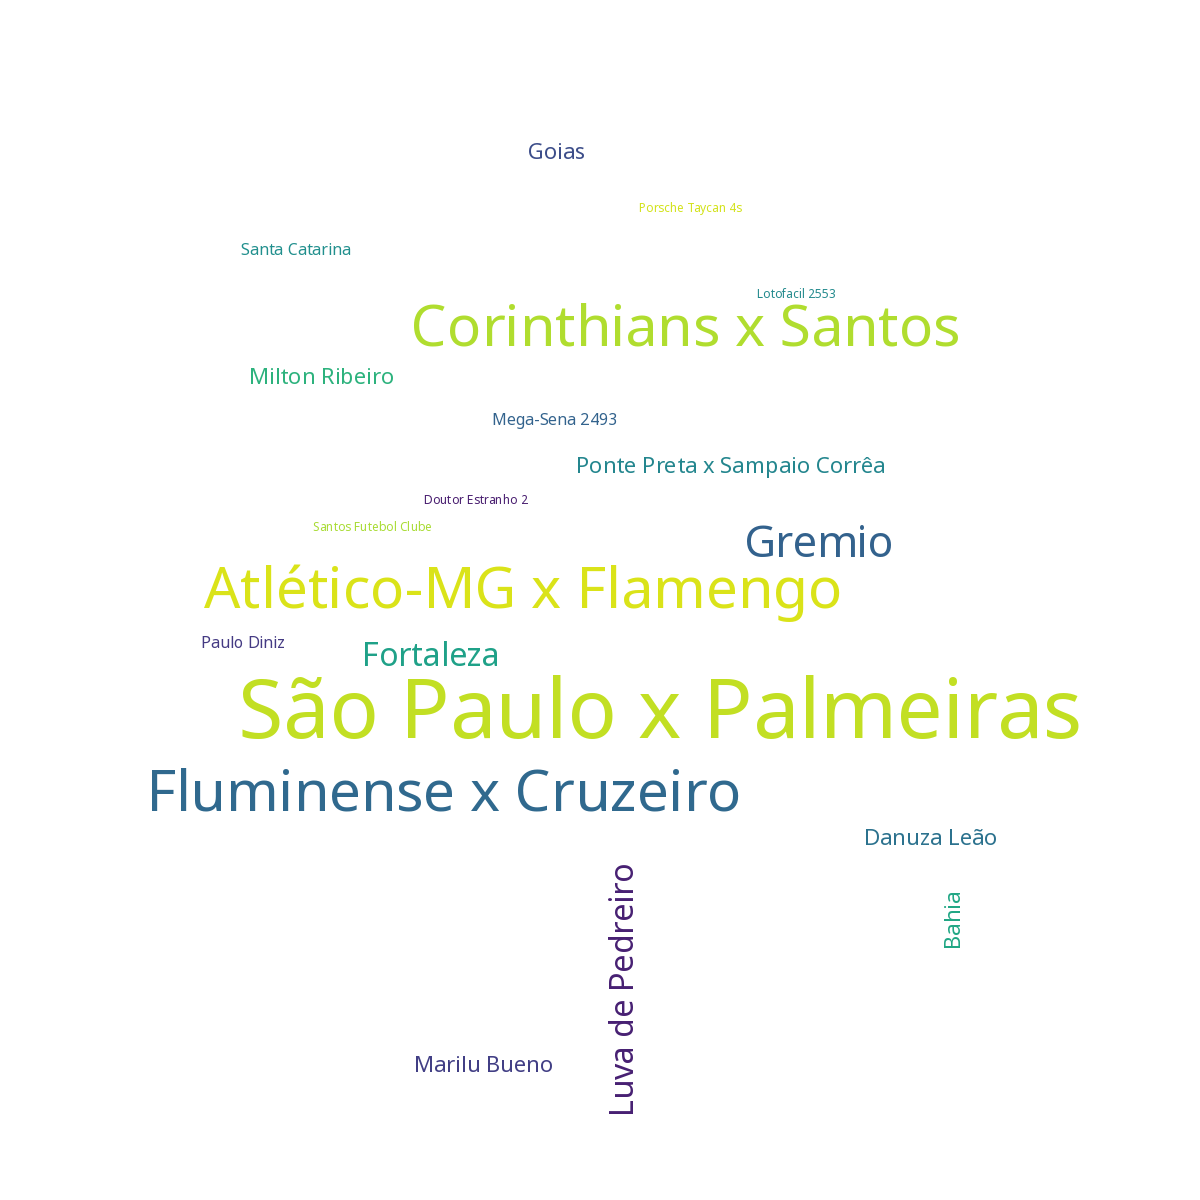 Goias
Porsche Taycan 4s
Santa Catarina
Lotofacil 2553
Corinthians x Santos
Milton Ribeiro
Mega-Sena 2493
Ponte Preta x Sampaio Corrêa
Doutor Estranho 2
Santos Futebol Clube
Gremio
Atlético-MG x Flamengo
Paulo Diniz
Fortaleza
São Paulo x Palmeiras
Fluminense x Cruzeiro
Danuza Leão
Luva de Pedreiro
Bahia
Marilu Bueno